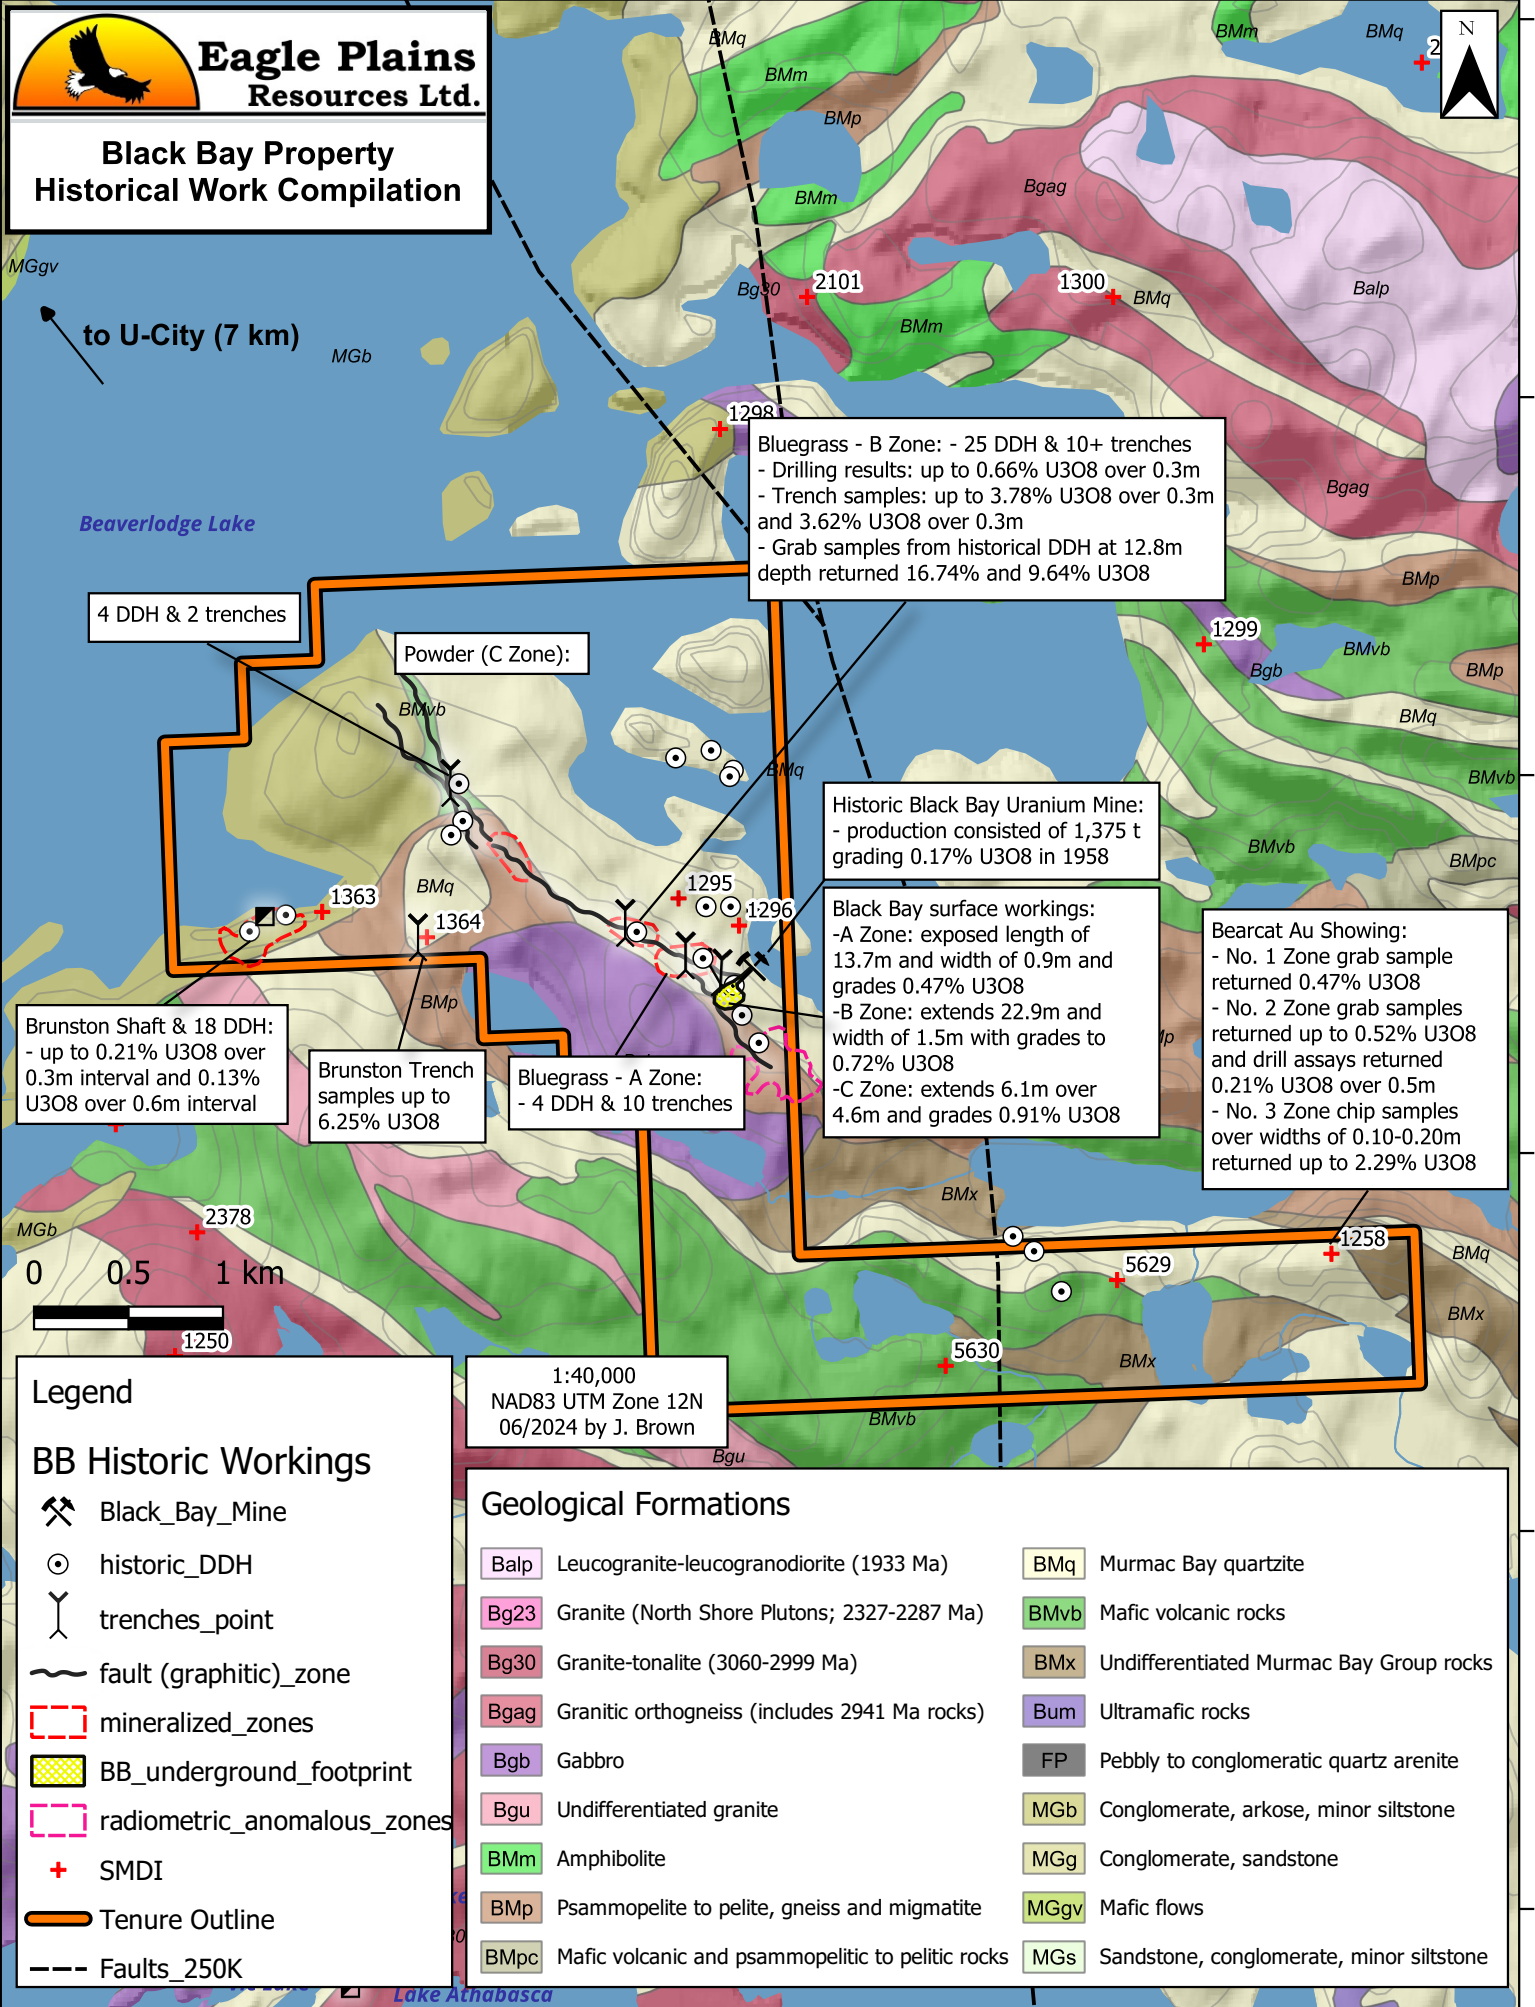 Eagle Plains
Resources Ltd.
Black Bay Property
Historical Work Compilation
N
BMq
BMm
BMp
BMm
BMm
BMq
2
Bgag
MGgv
to U-City (7 km)
MGb
Bg30
2101
1300
BMq
Balp
BMm
1298
Bgag
Beaverlodge Lake
Bluegrass - B Zone: - 25 DDH & 10+ trenches
- Drilling results: up to 0.66% U3O8 over 0.3m
- Trench samples: up to 3.78% U3O8 over 0.3m
and 3.62% U3O8 over 0.3m
- Grab samples from historical DDH at 12.8m
depth returned 16.74% and 9.64% U3O8
BMp
4 DDH & 2 trenches
Powder (C Zone):
1299
BMvb
Bgb
BMp
BMvb
BMq
BMq
BMvb
Historic Black Bay Uranium Mine:
- production consisted of 1,375 t
grading 0.17% U3O8 in 1958
BMvb
BMpc
BMq
1295
1363
1296
1364
Black Bay surface workings:
-A Zone: exposed length of
13.7m and width of 0.9m and
grades 0.47% U3O8
-B Zone: extends 22.9m and
width of 1.5m with grades to
0.72% U3O8
-C Zone: extends 6.1m over
4.6m and grades 0.91% U3O8
Bearcat Au Showing:
- No. 1 Zone grab sample
returned 0.47% U3O8
- No. 2 Zone grab samples
returned up to 0.52% U3O8
and drill assays returned
0.21% U3O8 over 0.5m
- No. 3 Zone chip samples
over widths of 0.10-0.20m
returned up to 2.29% U3O8
BMp
Brunston Shaft & 18 DDH:
- up to 0.21% U3O8 over
0.3m interval and 0.13%
U3O8 over 0.6m interval
Brunston Trench
samples up to
6.25% U3O8
Bluegrass - A Zone:
- 4 DDH & 10 trenches
BMx
2378
MGb
1258
BMq
5629
0 0.5 1 km
BMx
1250
5630
BMx
1:40,000
NAD83 UTM Zone 12N
06/2024 by J. Brown
BMvb
Bgu
Legend
BB Historic Workings
Black_Bay_Mine
historic_DDH
trenches_point
fault (graphitic)_zone
mineralized_zones
BB_underground_footprint
radiometric_anomalous_zones
SMDI
Tenure Outline
Faults_250K
Geological Formations
Balp Leucogranite-leucogranodiorite (1933 Ma)
Bg23 Granite (North Shore Plutons; 2327-2287 Ma)
Bg30 Granite-tonalite (3060-2999 Ma)
Bgag Granitic orthogneiss (includes 2941 Ma rocks)
Bgb Gabbro
Bgu Undifferentiated granite
BMm Amphibolite
BMp Psammopelite to pelite, gneiss and migmatite
BMpc Mafic volcanic and psammopelitic to pelitic rocks
BMq Murmac Bay quartzite
BMvb Mafic volcanic rocks
BMx Undifferentiated Murmac Bay Group rocks
Bum Ultramafic rocks
FP Pebbly to conglomeratic quartz arenite
MGb Conglomerate, arkose, minor siltstone
MGg Conglomerate, sandstone
MGgv Mafic flows
MGs Sandstone, conglomerate, minor siltstone
Lake Athabasca